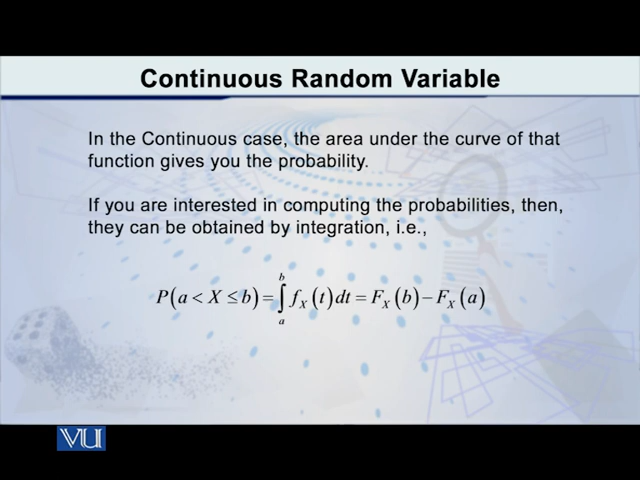 Continuous Random Variable
In the Continuous case, the area under the curve of that
function gives you the probability.
If you are interested in computing the probabilities, then,
they can be obtained by integration, i.e.,
P(a < X ≤ b) = ∫_a^b f_X(t)dt = F_X(b) − F_X(a)
VU